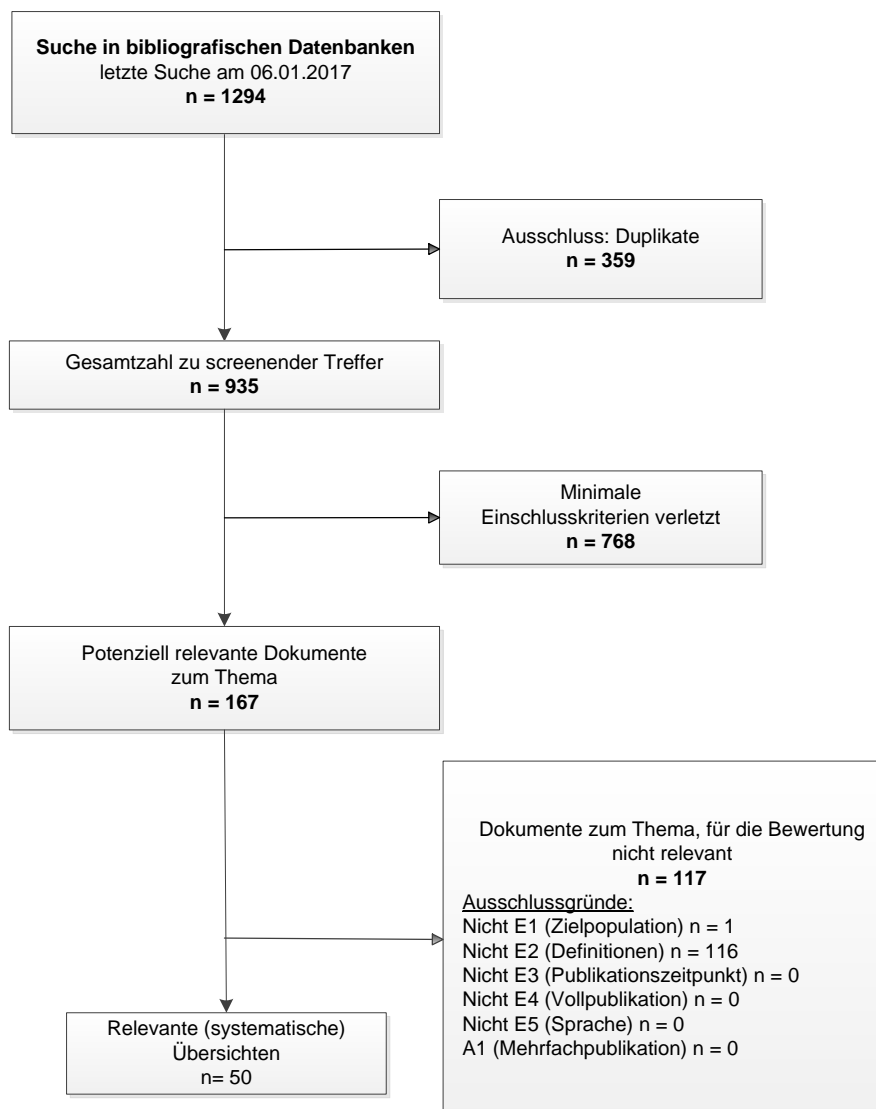 Suche in bibliografischen Datenbanken
letzte Suche am 06.01.2017
n = 1294
Ausschluss: Duplikate
n = 359
Gesamtzahl zu screenender Treffer
n = 935
Minimale
Einschlusskriterien verletzt
n = 768
Potenziell relevante Dokumente
zum Thema
n = 167
Dokumente zum Thema, für die Bewertung
nicht relevant
n = 117
Ausschlussgründe:
Nicht E1 (Zielpopulation) n = 1
Nicht E2 (Definitionen) n = 116
Nicht E3 (Publikationszeitpunkt) n = 0
Nicht E4 (Vollpublikation) n = 0
Nicht E5 (Sprache) n = 0
A1 (Mehrfachpublikation) n = 0
Relevante (systematische)
Übersichten
n= 50